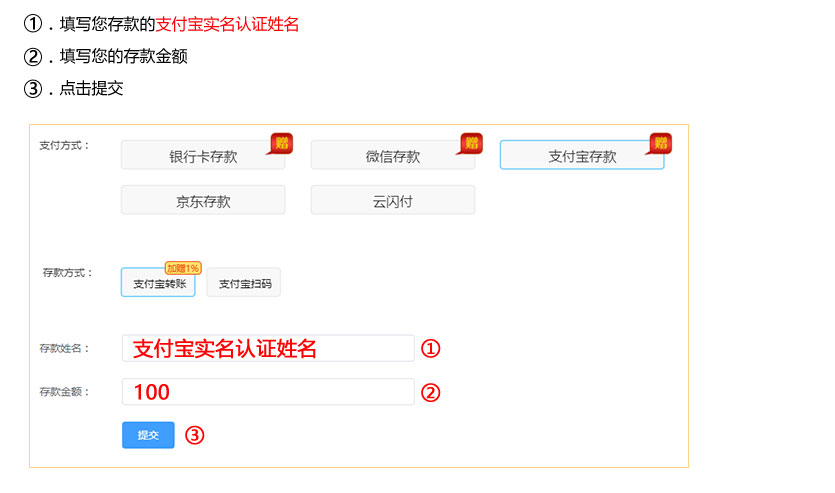 ①．填写您存款的支付宝实名认证姓名
②．填写您的存款金额
③．点击提交
支付方式： 银行卡存款 赠 微信存款 赠 支付宝存款 赠
京东存款 云闪付
加赠1%
存款方式： 支付宝转账 支付宝扫码
存款姓名： 支付宝实名认证姓名 ①
存款金额： 100 ②
提交 ③